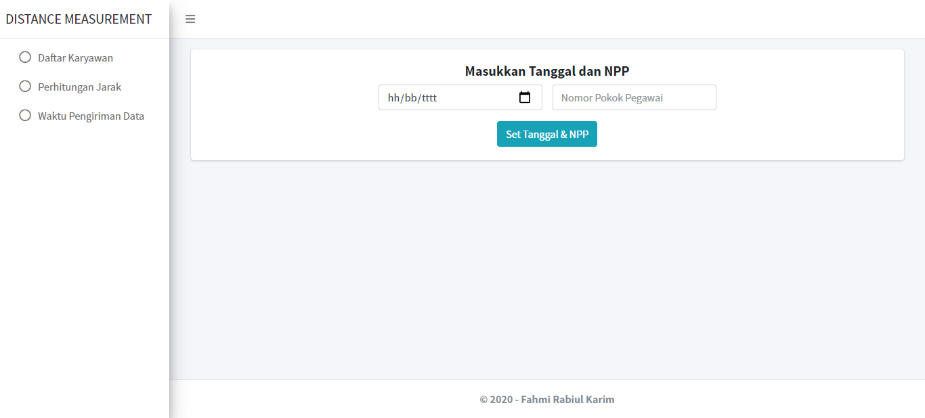 DISTANCE MEASUREMENT
Daftar Karyawan
Perhitungan Jarak
Waktu Pengiriman Data
Masukkan Tanggal dan NPP
hh/bb/tttt
Nomor Pokok Pegawai
Set Tanggal & NPP
© 2020 - Fahmi Rabiul Karim